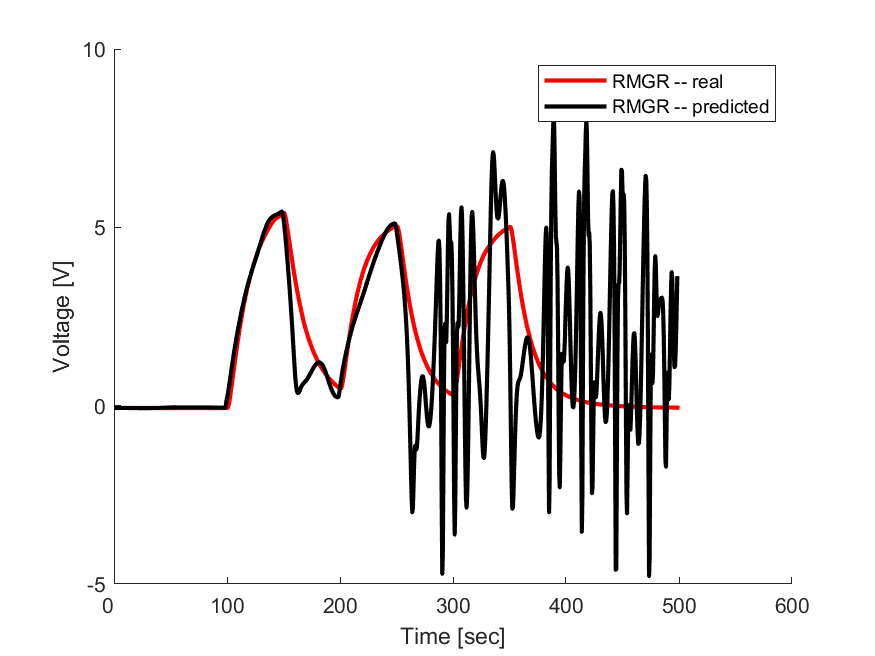 10
RMGR -- real
RMGR -- predicted
5
Voltage [V]
0
-5
0 100 200 300 400 500 600
Time [sec]